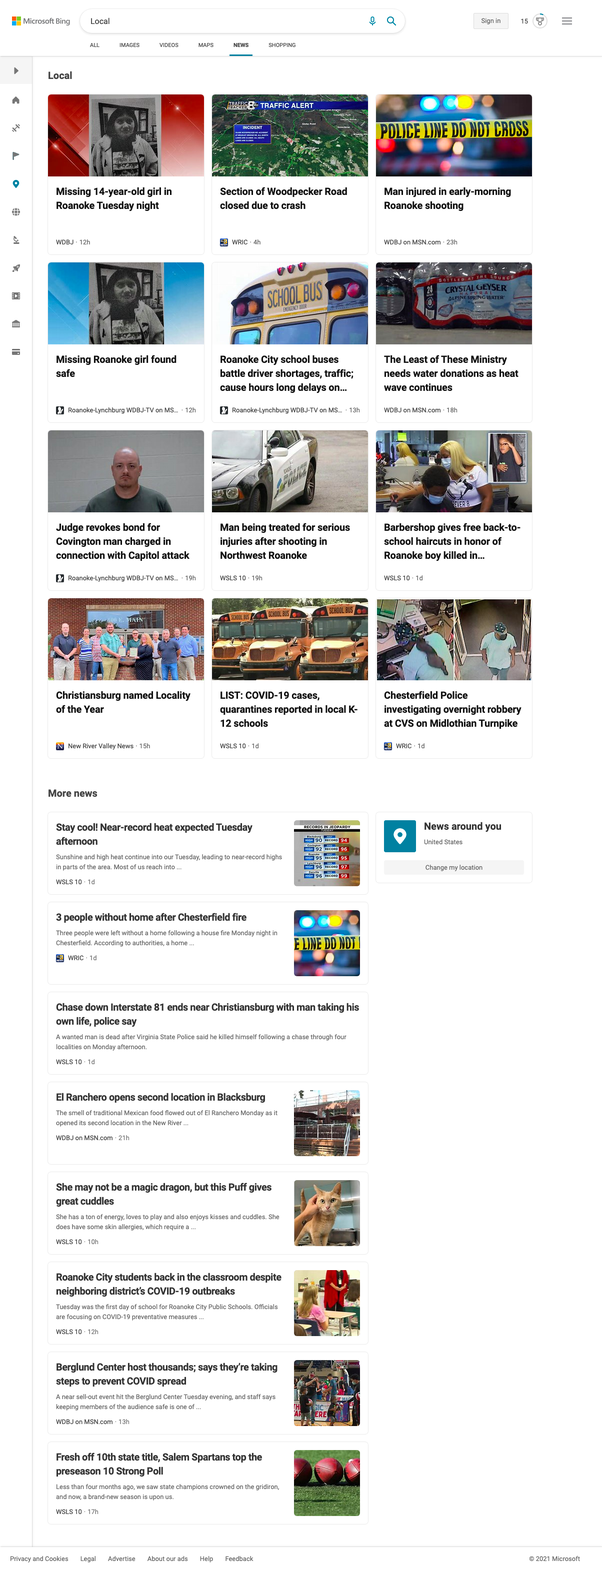 Microsoft Bing
Local
Sign in
15
ALL
IMAGES
VIDEOS
MAPS
NEWS
SHOPPING
Local
TRAFFIC ALERT
INCIDENT
POLICE LINE DO NOT CROSS
Missing 14-year-old girl in
Roanoke Tuesday night
WDBJ · 12h
Section of Woodpecker Road
closed due to crash
WRIC · 4h
Man injured in early-morning
Roanoke shooting
WDBJ on MSN.com · 23h
SCHOOL BUS
CRYSTAL GEYSER
Missing Roanoke girl found
safe
Roanoke-Lynchburg WDBJ-TV on MS... · 12h
Roanoke City school buses
battle driver shortages, traffic;
cause hours long delays on...
Roanoke-Lynchburg WDBJ-TV on MS... · 13h
The Least of These Ministry
needs water donations as heat
wave continues
WDBJ on MSN.com · 18h
Judge revokes bond for
Covington man charged in
connection with Capitol attack
Roanoke-Lynchburg WDBJ-TV on MS... · 19h
Man being treated for serious
injuries after shooting in
Northwest Roanoke
WSLS 10 · 19h
Barbershop gives free back-to-
school haircuts in honor of
Roanoke boy killed in...
WSLS 10 · 1d
Christiansburg named Locality
of the Year
New River Valley News · 15h
LIST: COVID-19 cases,
quarantines reported in local K-
12 schools
WSLS 10 · 1d
Chesterfield Police
investigating overnight robbery
at CVS on Midlothian Turnpike
WRIC · 1d
More news
Stay cool! Near-record heat expected Tuesday
afternoon
Sunshine and high heat continue into our Tuesday, leading to near-record highs
in parts of the area. Most of us reach into ...
WSLS 10 · 1d
RECORDS IN JEOPARDY
News around you
United States
Change my location
3 people without home after Chesterfield fire
Three people were left without a home following a house fire Monday night in
Chesterfield. According to authorities, a home ...
WRIC · 1d
E LINE DO NOT
Chase down Interstate 81 ends near Christiansburg with man taking his
own life, police say
A wanted man is dead after Virginia State Police said he killed himself following a chase through four
localities on Monday afternoon.
WSLS 10 · 1d
El Ranchero opens second location in Blacksburg
The smell of traditional Mexican food flowed out of El Ranchero Monday as it
opened its second location in the New River ...
WDBJ on MSN.com · 21h
She may not be a magic dragon, but this Puff gives
great cuddles
She has a ton of energy, loves to play and also enjoys kisses and cuddles. She
does have some skin allergies, which require a ...
WSLS 10 · 10h
Roanoke City students back in the classroom despite
neighboring district's COVID-19 outbreaks
Tuesday was the first day of school for Roanoke City Public Schools. Officials
are focusing on COVID-19 preventative measures ...
WSLS 10 · 12h
Berglund Center host thousands; says they're taking
steps to prevent COVID spread
A near sell-out event hit the Berglund Center Tuesday evening, and staff says
keeping members of the audience safe is one of ...
WDBJ on MSN.com · 13h
Fresh off 10th state title, Salem Spartans top the
preseason 10 Strong Poll
Less than four months ago, we saw state champions crowned on the gridiron,
and now, a brand-new season is upon us.
WSLS 10 · 17h
Privacy and Cookies
Legal
Advertise
About our ads
Help
Feedback
© 2021 Microsoft